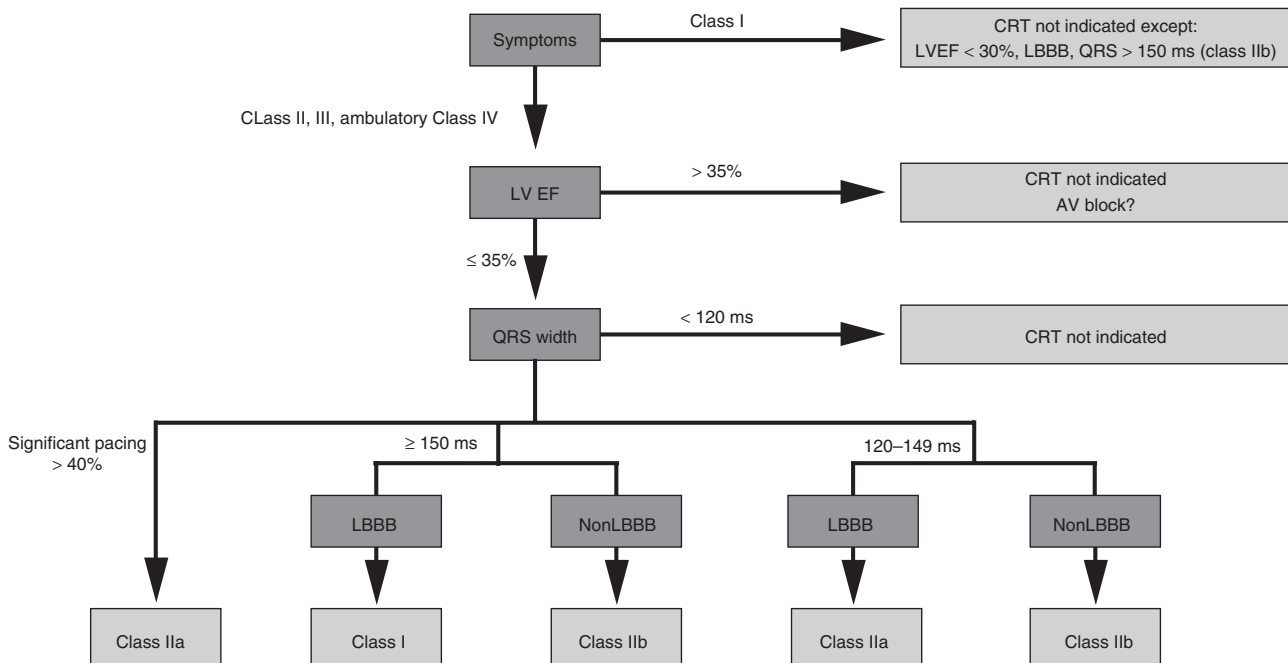 Symptoms
Class I
CRT not indicated except:
LVEF < 30%, LBBB, QRS > 150 ms (class IIb)
CLass II, III, ambulatory Class IV
LV EF
> 35%
CRT not indicated
AV block?
≤ 35%
QRS width
< 120 ms
CRT not indicated
Significant pacing
> 40%
≥ 150 ms
120–149 ms
LBBB
NonLBBB
LBBB
NonLBBB
Class IIa
Class I
Class IIb
Class IIa
Class IIb